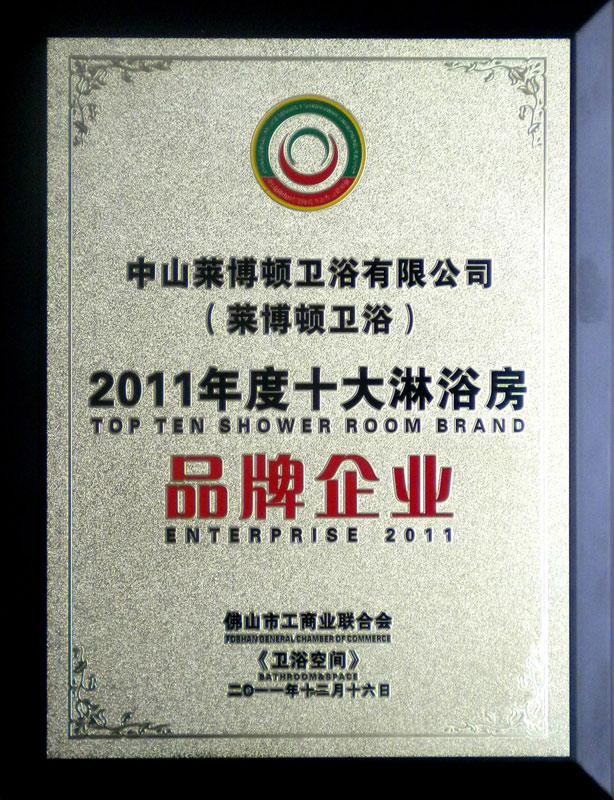 中山莱博顿卫浴有限公司
（莱博顿卫浴）
2011年度十大淋浴房
TOP TEN SHOWER ROOM BRAND
品牌企业
ENTERPRISE 2011
佛山市工商业联合会
FOSHAN GENERAL CHAMBER OF COMMERCE
《卫浴空间》
BATHROOM&SPACE
二〇一一年十二月十六日